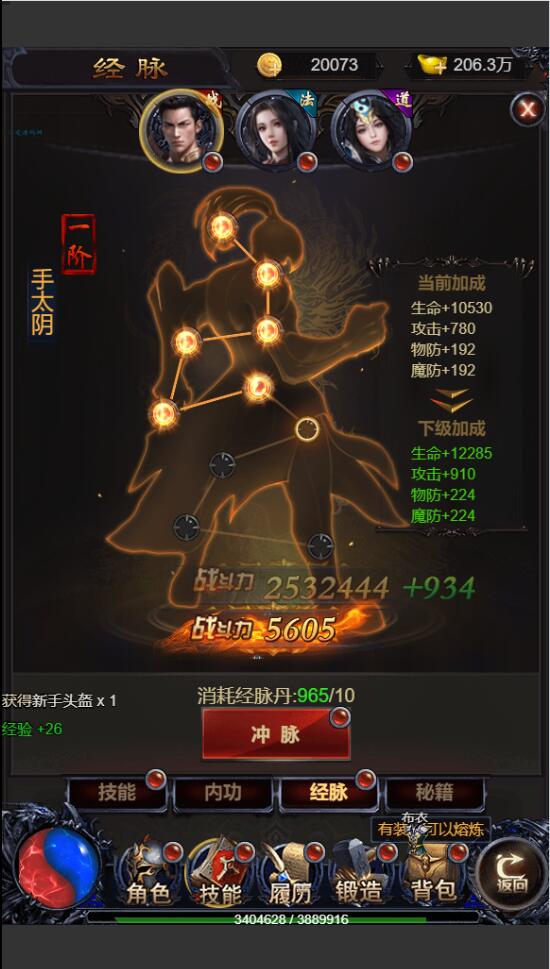 经脉
20073
206.3万
战
法
道
一阶
手太阴
当前加成
生命+10530
攻击+780
物防+192
魔防+192
下级加成
生命+12285
攻击+910
物防+224
魔防+224
战斗力 2532444 +934
战斗力 5605
消耗经脉丹:965/10
获得新手头盔 x 1
经验 +26
冲脉
技能
内功
经脉
秘籍
布衣
有装备可以熔炼
角色
技能
履历
锻造
背包
返回
3404628 / 3889916